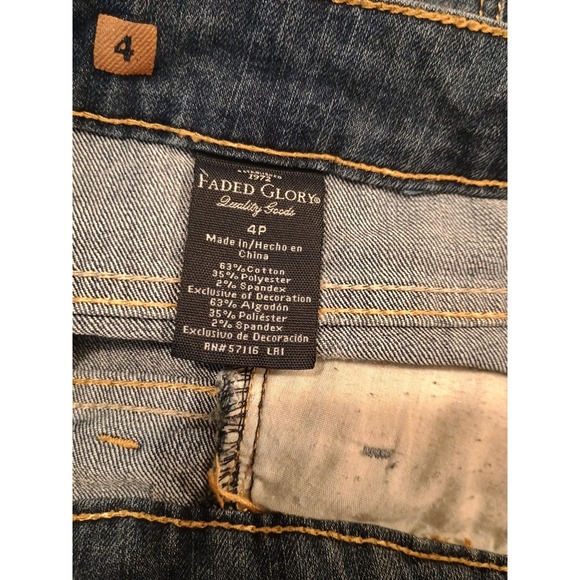 4
1972
FADED GLORY®
Quality Goods
4P
Made in/Hecho en
China
63% Cotton
35% Polyester
2% Spandex
Exclusive of Decoration
63% Algodón
35% Poliéster
2% Spandex
Exclusivo de Decoración
RN# 57116 LA1